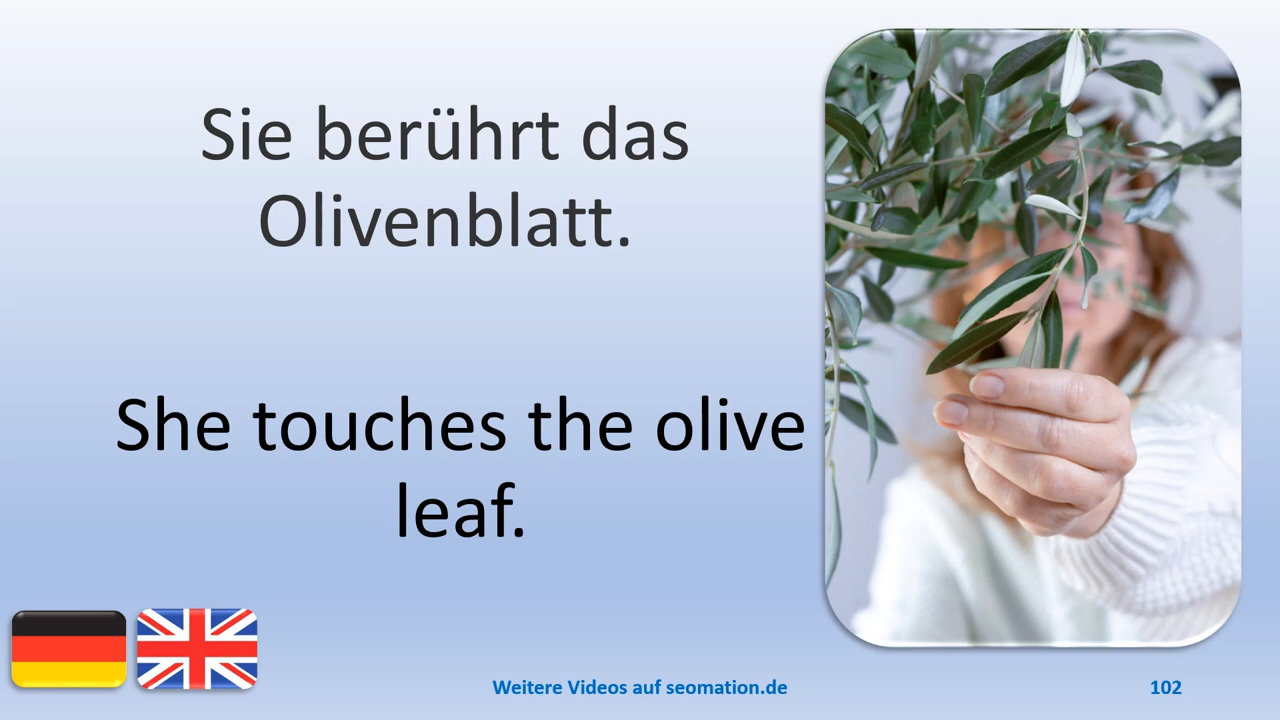 Sie berührt das
Olivenblatt.
She touches the olive
leaf.
Weitere Videos auf seomation.de
102